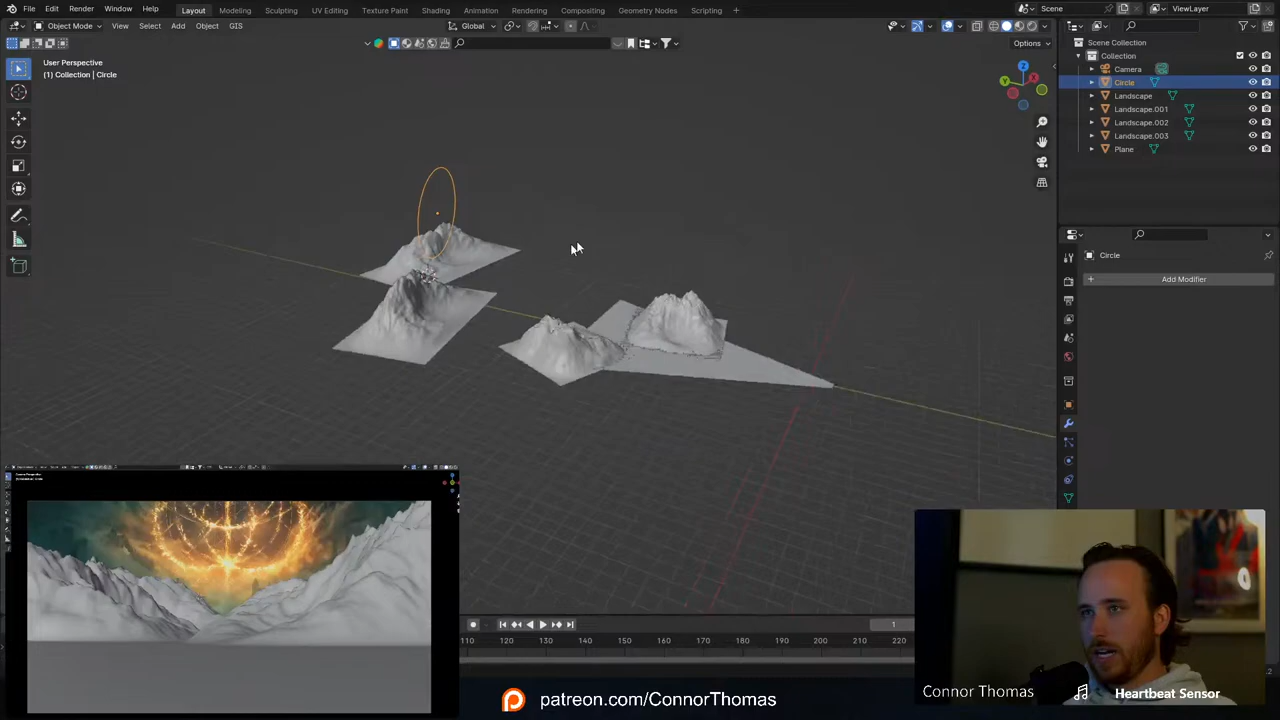 File Edit Render Window Help Layout Modeling Sculpting UV Editing Texture Paint Shading Animation Rendering Compositing Geometry Nodes Scripting +
Scene
ViewLayer
Object Mode View Select Add Object GIS
Global
Options
User Perspective
(1) Collection | Circle
Z
X
Y
Scene Collection
Collection
Camera
Circle
Landscape
Landscape.001
Landscape.002
Landscape.003
Plane
Circle
+ Add Modifier
1
110 120 130 140 150 160 170 180 190 200 210 220
patreon.com/ConnorThomas
Connor Thomas
Heartbeat Sensor